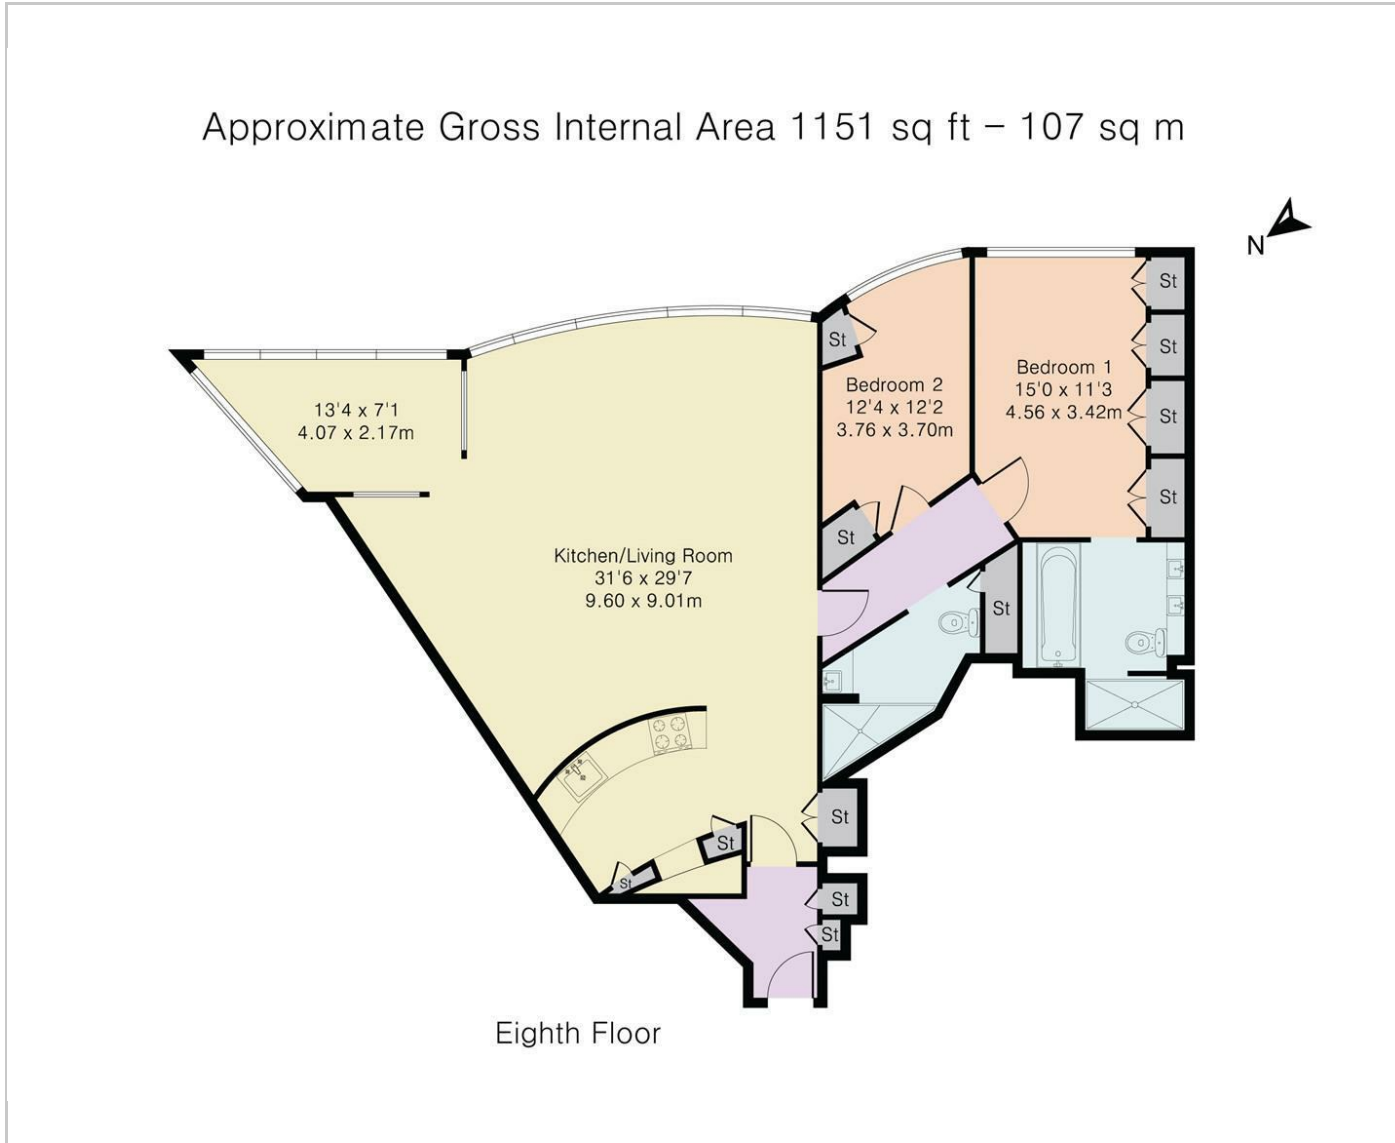 Approximate Gross Internal Area 1151 sq ft – 107 sq m
N
St
St
St
St
St
Bedroom 1
15'0 x 11'3
4.56 x 3.42m
Bedroom 2
12'4 x 12'2
3.76 x 3.70m
13'4 x 7'1
4.07 x 2.17m
St
Kitchen/Living Room
31'6 x 29'7
9.60 x 9.01m
St
St
St
St
St
St
Eighth Floor